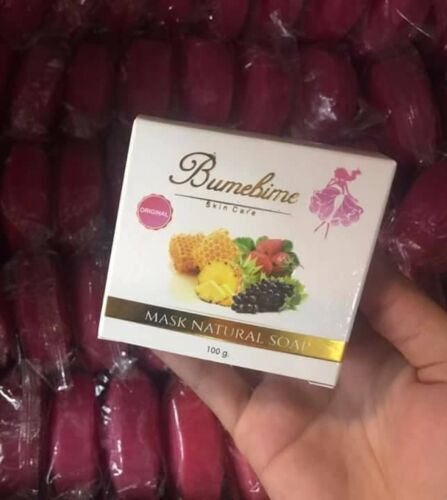 Bumebime
Skin Care
ORIGINAL
MASK NATURAL SOAP
100 g.